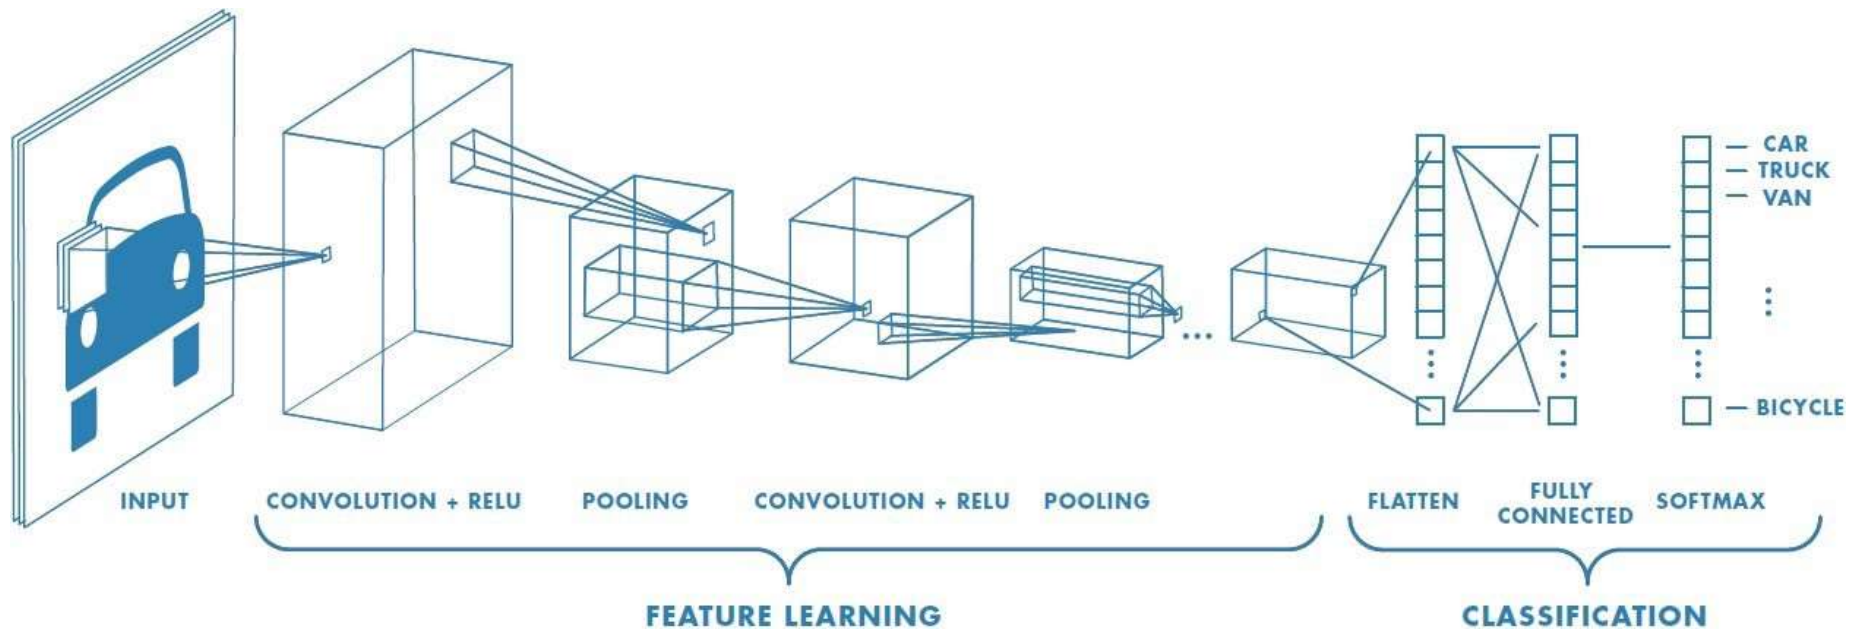 CAR
TRUCK
VAN
BICYCLE
INPUT
CONVOLUTION + RELU
POOLING
CONVOLUTION + RELU
POOLING
FLATTEN
FULLY
CONNECTED
SOFTMAX
FEATURE LEARNING
CLASSIFICATION